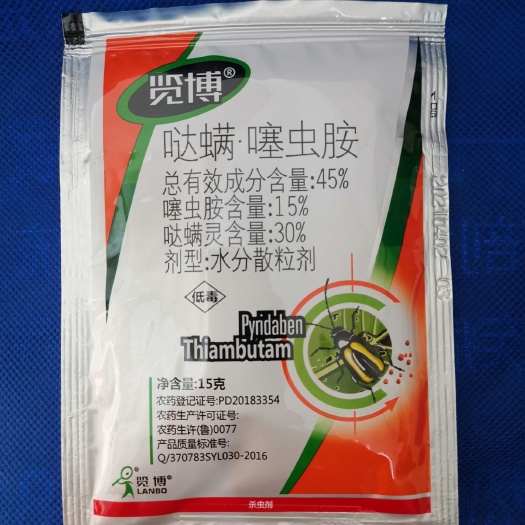 览博®
哒螨·噻虫胺
总有效成分含量:45%
噻虫胺含量:15%
哒螨灵含量:30%
剂型:水分散粒剂
低毒
Pyridaben
Thiambutam
净含量:15克
农药登记证号:PD20183354
农药生产许可证号:
农药生许(鲁)0077
产品质量标准号:
Q/370783SYL030-2016
览博®
LANBO
杀虫剂